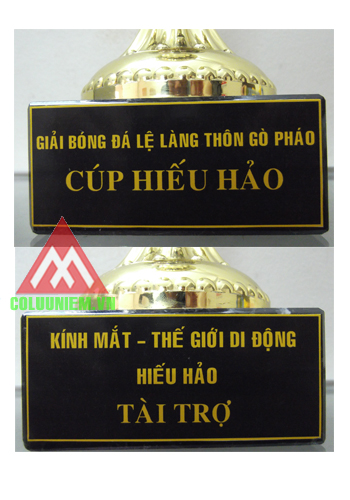 GIẢI BÓNG ĐÁ LỆ LÀNG THÔN GÒ PHÁO
CÚP HIẾU HẢO
COLUUNIEM.VN
KÍNH MẮT - THẾ GIỚI DI ĐỘNG
HIẾU HẢO
TÀI TRỢ